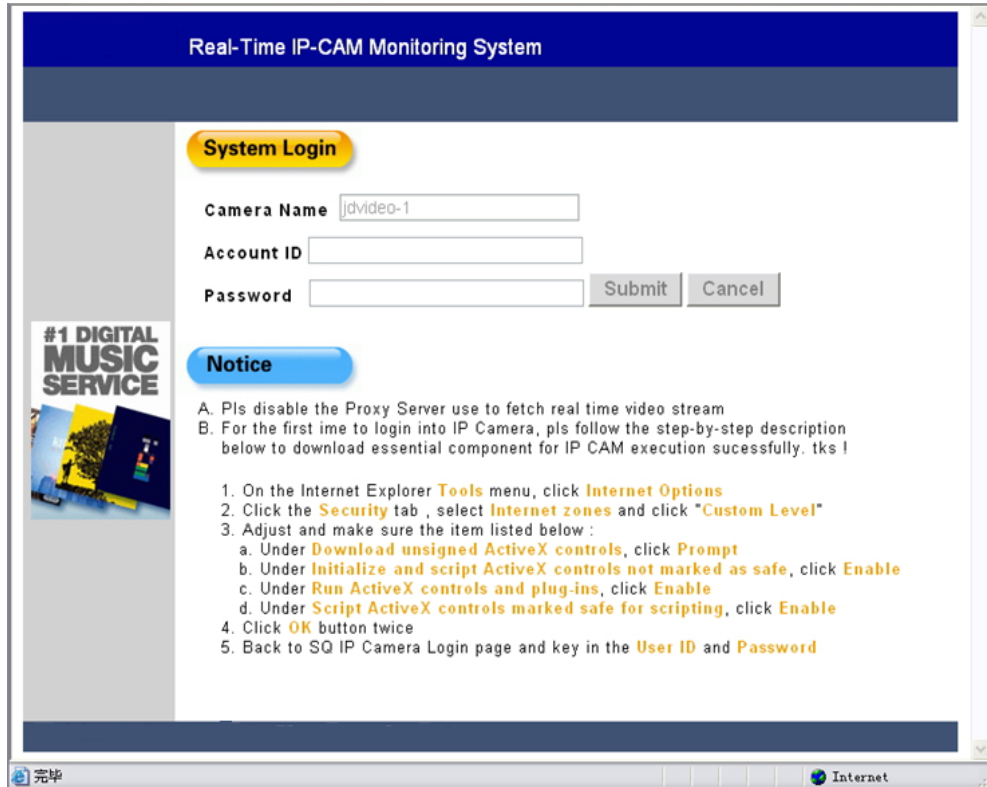 Real-Time IP-CAM Monitoring System
System Login
Camera Name jdvideo-1
Account ID
Password Submit Cancel
#1 DIGITAL
MUSIC
SERVICE
Notice
A. Pls disable the Proxy Server use to fetch real time video stream
B. For the first ime to login into IP Camera, pls follow the step-by-step description
below to download essential component for IP CAM execution sucessfully. tks !
1. On the Internet Explorer Tools menu, click Internet Options
2. Click the Security tab , select Internet zones and click "Custom Level"
3. Adjust and make sure the item listed below :
a. Under Download unsigned ActiveX controls, click Prompt
b. Under Initialize and script ActiveX controls not marked as safe, click Enable
c. Under Run ActiveX controls and plug-ins, click Enable
d. Under Script ActiveX controls marked safe for scripting, click Enable
4. Click OK button twice
5. Back to SQ IP Camera Login page and key in the User ID and Password
完毕 Internet